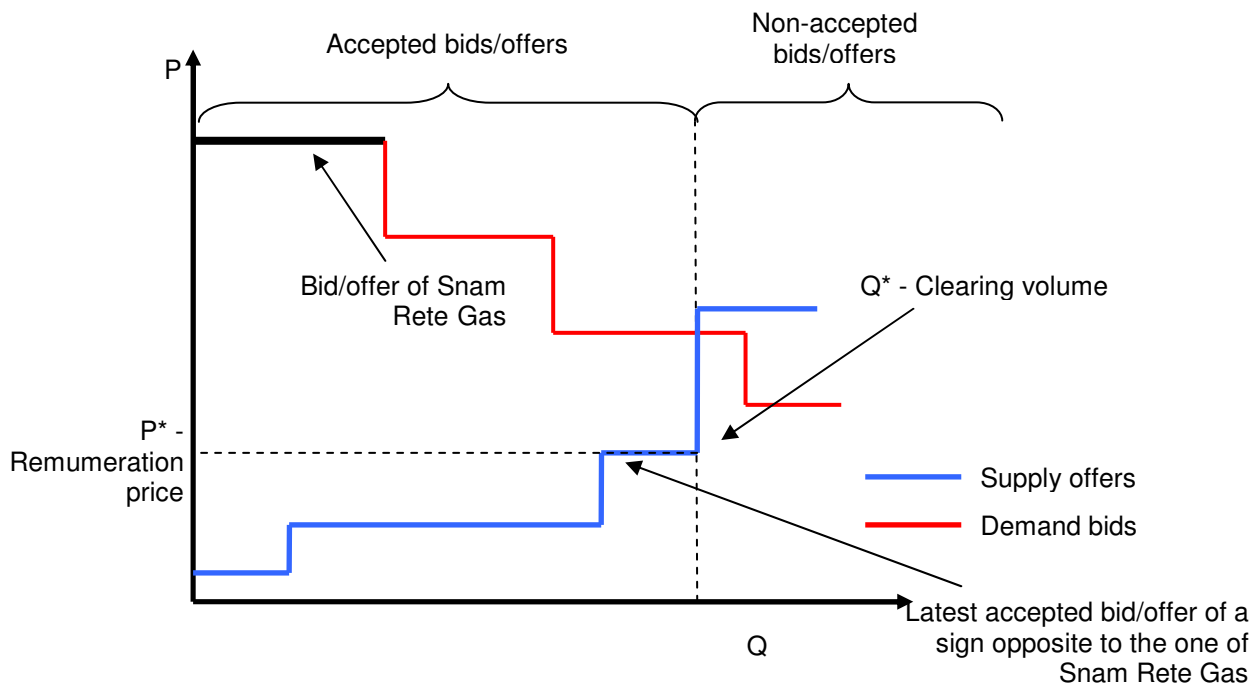 Accepted bids/offers
Non-accepted
bids/offers
P
Bid/offer of Snam
Rete Gas
Q* - Clearing volume
P* -
Remumeration
price
Supply offers
Demand bids
Latest accepted bid/offer of a
sign opposite to the one of
Snam Rete Gas
Q